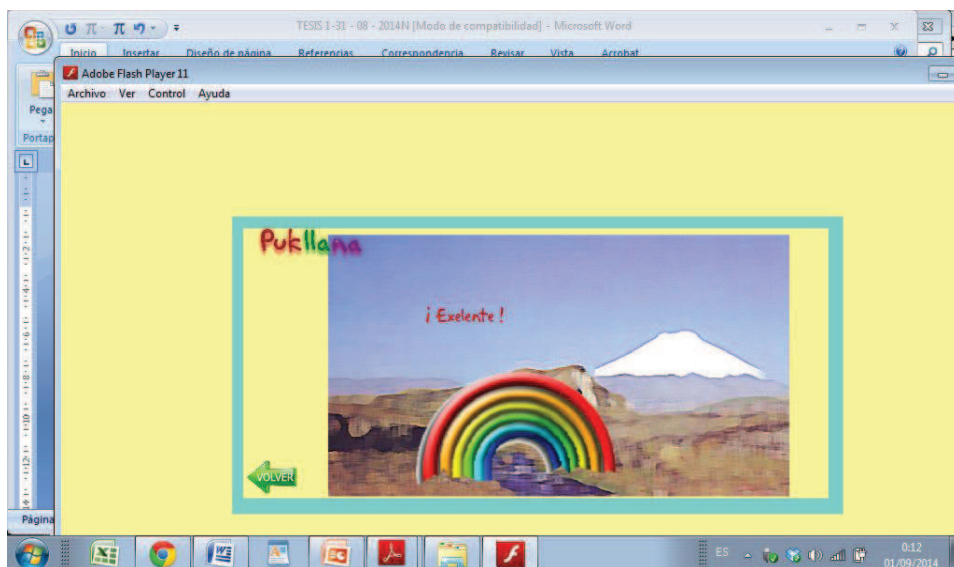 TESIS 1-31 - 08 - 2014N [Modo de compatibilidad] - Microsoft Word
Inicio Insertar Diseño de página Referencias Correspondencia Revisar Vista Acrobat
Adobe Flash Player 11
Archivo Ver Control Ayuda
Pega
Portap
Pukllana
¡ Exelente !
VOLVER
Página
ES 0:12
01/09/2014